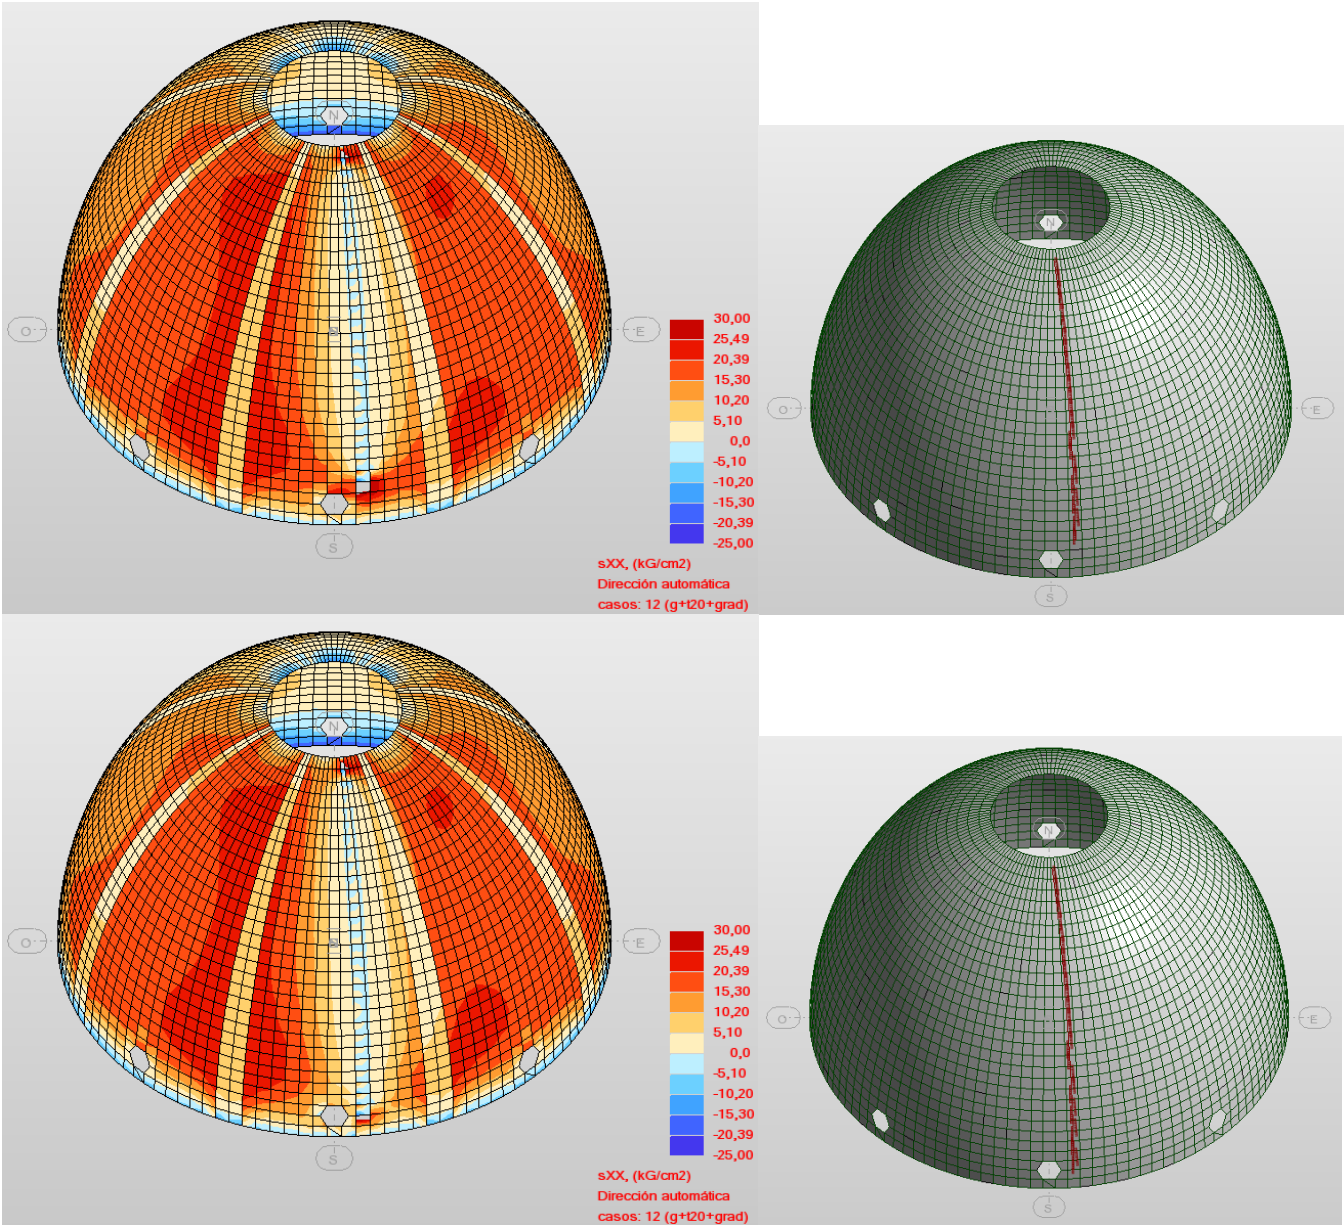 N
O
E
S
30,00
25,49
20,39
15,30
10,20
5,10
0,0
-5,10
-10,20
-15,30
-20,39
-25,00
sXX, (kG/cm2)
Dirección automática
casos: 12 (g+t20+grad)
N
O
E
S
N
O
E
S
30,00
25,49
20,39
15,30
10,20
5,10
0,0
-5,10
-10,20
-15,30
-20,39
-25,00
sXX, (kG/cm2)
Dirección automática
casos: 12 (g+t20+grad)
N
O
E
S